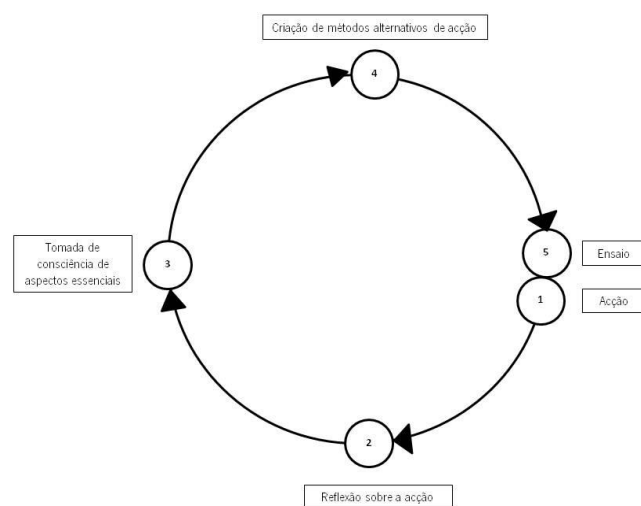 Criação de métodos alternativos de acção
4
Tomada de
consciência de
aspectos essenciais
3
5
Ensaio
1
Acção
2
Reflexão sobre a acção